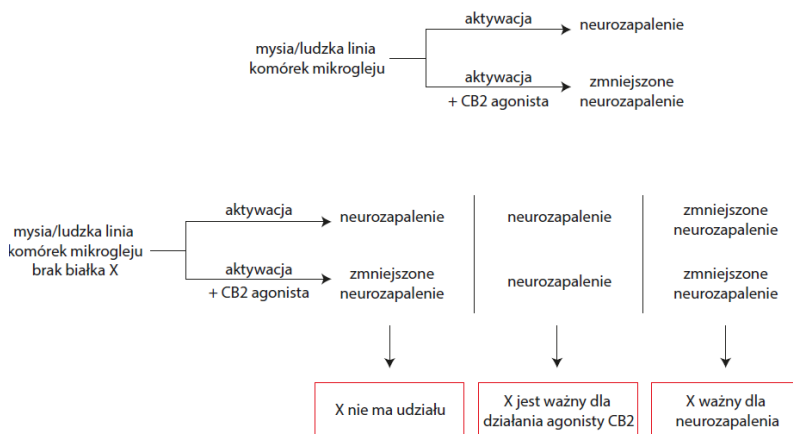 aktywacja
neurozapalenie
mysia/ludzka linia
komórek mikrogleju
aktywacja
+ CB2 agonista
zmniejszone
neurozapalenie
mysia/ludzka linia
komórek mikrogleju
brak białka X
aktywacja
neurozapalenie
neurozapalenie
zmniejszone
neurozapalenie
aktywacja
+ CB2 agonista
zmniejszone
neurozapalenie
neurozapalenie
zmniejszone
neurozapalenie
X nie ma udziału
X jest ważny dla
działania agonisty CB2
X ważny dla
neurozapalenia